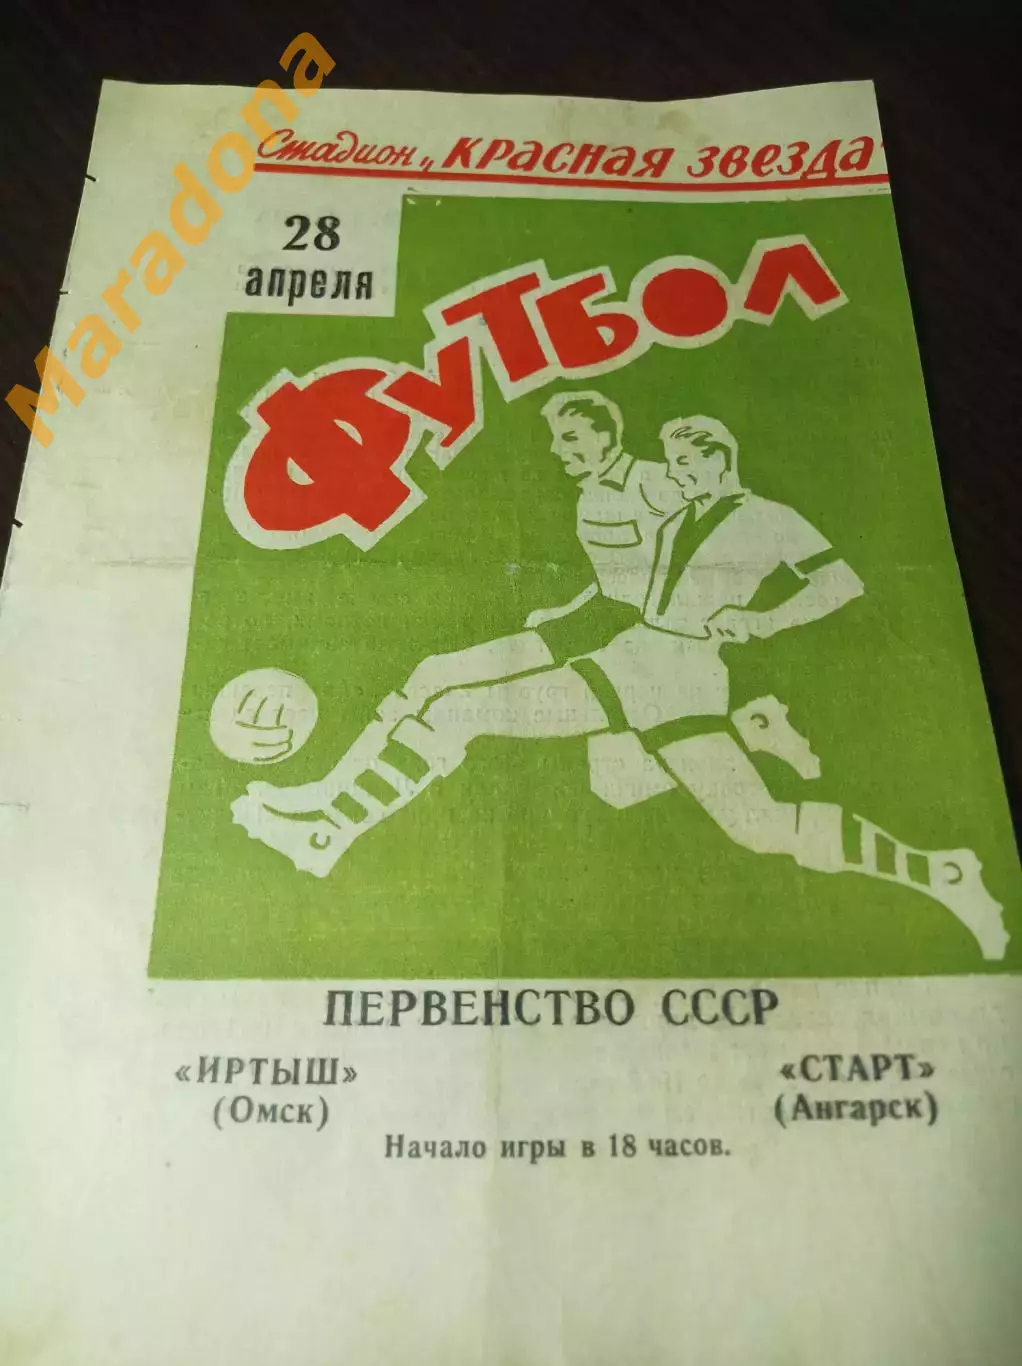 Maradona
Стадион „КРАСНАЯ ЗВЕЗДА"
28
апреля
ФУТБОЛ
ПЕРВЕНСТВО СССР
«ИРТЫШ» «СТАРТ»
(Омск) (Ангарск)
Начало игры в 18 часов.